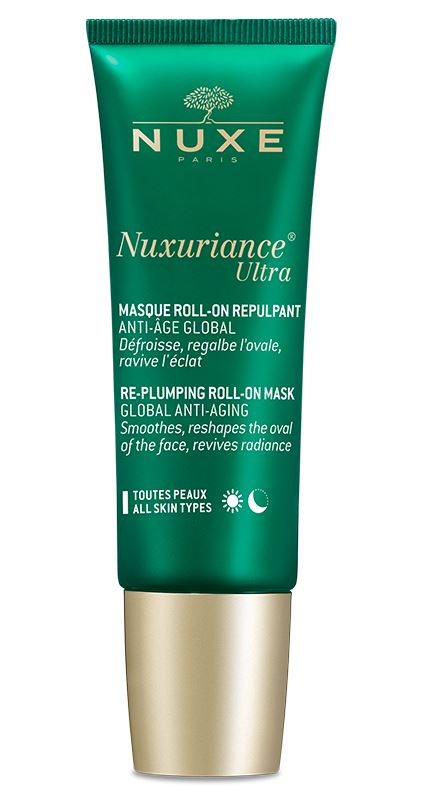 NUXE
PARIS
Nuxuriance®
Ultra
MASQUE ROLL-ON REPULPANT
ANTI-ÂGE GLOBAL
Défroisse, regalbe l'ovale,
ravive l'éclat
RE-PLUMPING ROLL-ON MASK
GLOBAL ANTI-AGING
Smoothes, reshapes the oval
of the face, revives radiance
TOUTES PEAUX
ALL SKIN TYPES